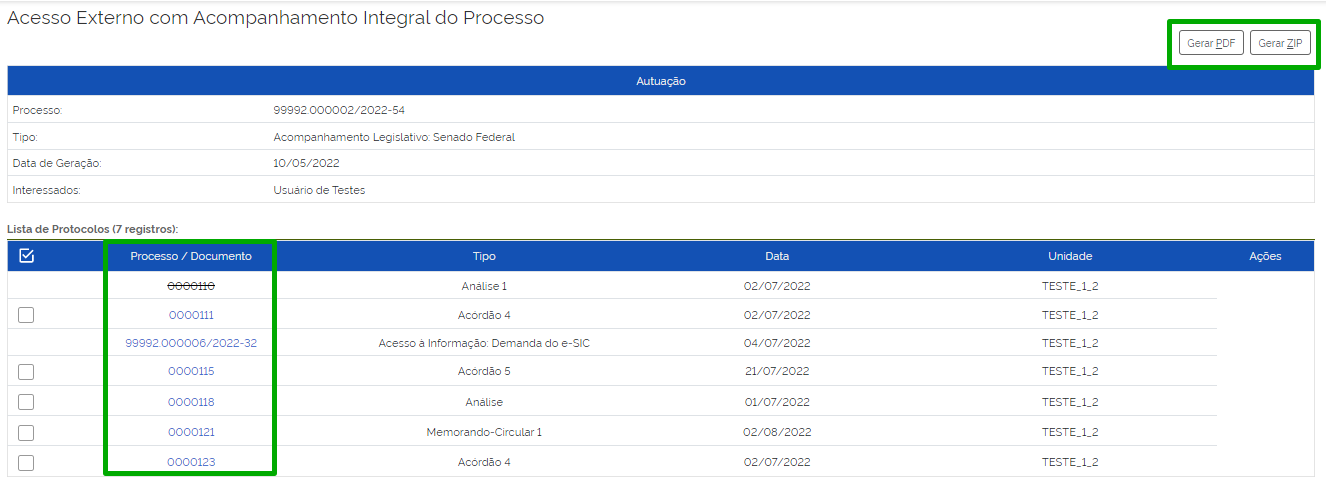 Acesso Externo com Acompanhamento Integral do Processo
Gerar PDF Gerar ZIP
Autuação
Processo: 99992.000002/2022-54
Tipo: Acompanhamento Legislativo: Senado Federal
Data de Geração: 10/05/2022
Interessados: Usuário de Testes
Lista de Protocolos (7 registros):
Processo / Documento Tipo Data Unidade Ações
0000110 Análise 1 02/07/2022 TESTE_1_2
0000111 Acórdão 4 02/07/2022 TESTE_1_2
99992.000006/2022-32 Acesso à Informação: Demanda do e-SIC 04/07/2022 TESTE_1_2
0000115 Acórdão 5 21/07/2022 TESTE_1_2
0000118 Análise 01/07/2022 TESTE_1_2
0000121 Memorando-Circular 1 02/08/2022 TESTE_1_2
0000123 Acórdão 4 02/07/2022 TESTE_1_2